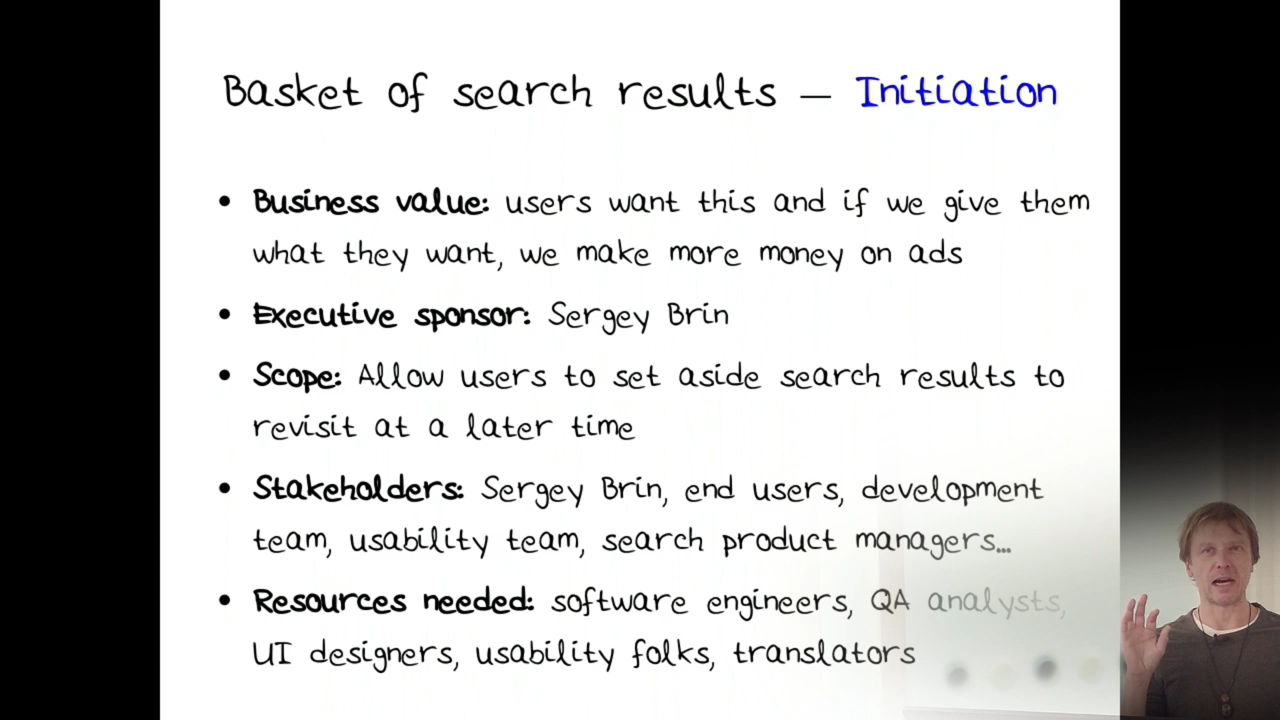 Basket of search results — Initiation
• Business value: users want this and if we give them
what they want, we make more money on ads
• Executive sponsor: Sergey Brin
• Scope: Allow users to set aside search results to
revisit at a later time
• Stakeholders: Sergey Brin, end users, development
team, usability team, search product managers...
• Resources needed: software engineers, QA analysts,
UI designers, usability folks, translators